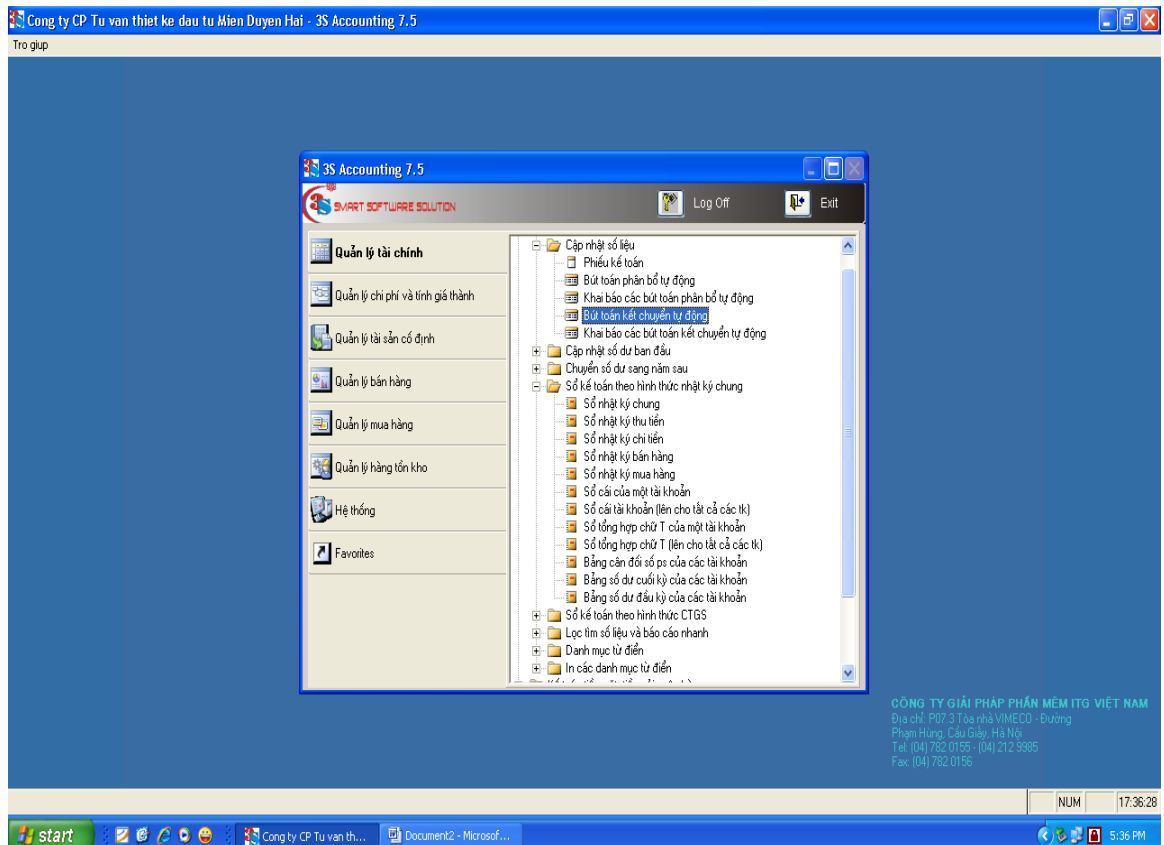 Cong ty CP Tu van thiet ke dau tu Mien Duyen Hai - 3S Accounting 7.5
Tro giup
3S Accounting 7.5
3S SMART SOFTWARE SOLUTION
Log Off
Exit
Quản lý tài chính
Quản lý chi phí và tính giá thành
Quản lý tài sản cố định
Quản lý bán hàng
Quản lý mua hàng
Quản lý hàng tồn kho
Hệ thống
Favorites
Cập nhật số liệu
Phiếu kế toán
Bút toán phân bổ tự động
Khai báo các bút toán phân bổ tự động
Bút toán kết chuyển tự động
Khai báo các bút toán kết chuyển tự động
Cập nhật số dư ban đầu
Chuyển số dư sang năm sau
Sổ kế toán theo hình thức nhật ký chung
Sổ nhật ký chung
Sổ nhật ký thu tiền
Sổ nhật ký chi tiền
Sổ nhật ký bán hàng
Sổ nhật ký mua hàng
Sổ cái của một tài khoản
Sổ cái tài khoản (lên cho tất cả các tk)
Sổ tổng hợp chữ T của một tài khoản
Sổ tổng hợp chữ T (lên cho tất cả các tk)
Bảng cân đối số ps của các tài khoản
Bảng số dư cuối kỳ của các tài khoản
Bảng số dư đầu kỳ của các tài khoản
Sổ kế toán theo hình thức CTGS
Lọc tìm số liệu và báo cáo nhanh
Danh mục từ điển
In các danh mục từ điển
CÔNG TY GIẢI PHÁP PHẦN MỀM ITG VIỆT NAM
Địa chỉ: P07.3 Tòa nhà VIMECO - Đường
Phạm Hùng, Cầu Giấy, Hà Nội
Tel: (04) 782 0155 - (04) 212 9985
Fax: (04) 782 0156
NUM
17:36:28
start
Cong ty CP Tu van th...
Document2 - Microsof...
5:36 PM